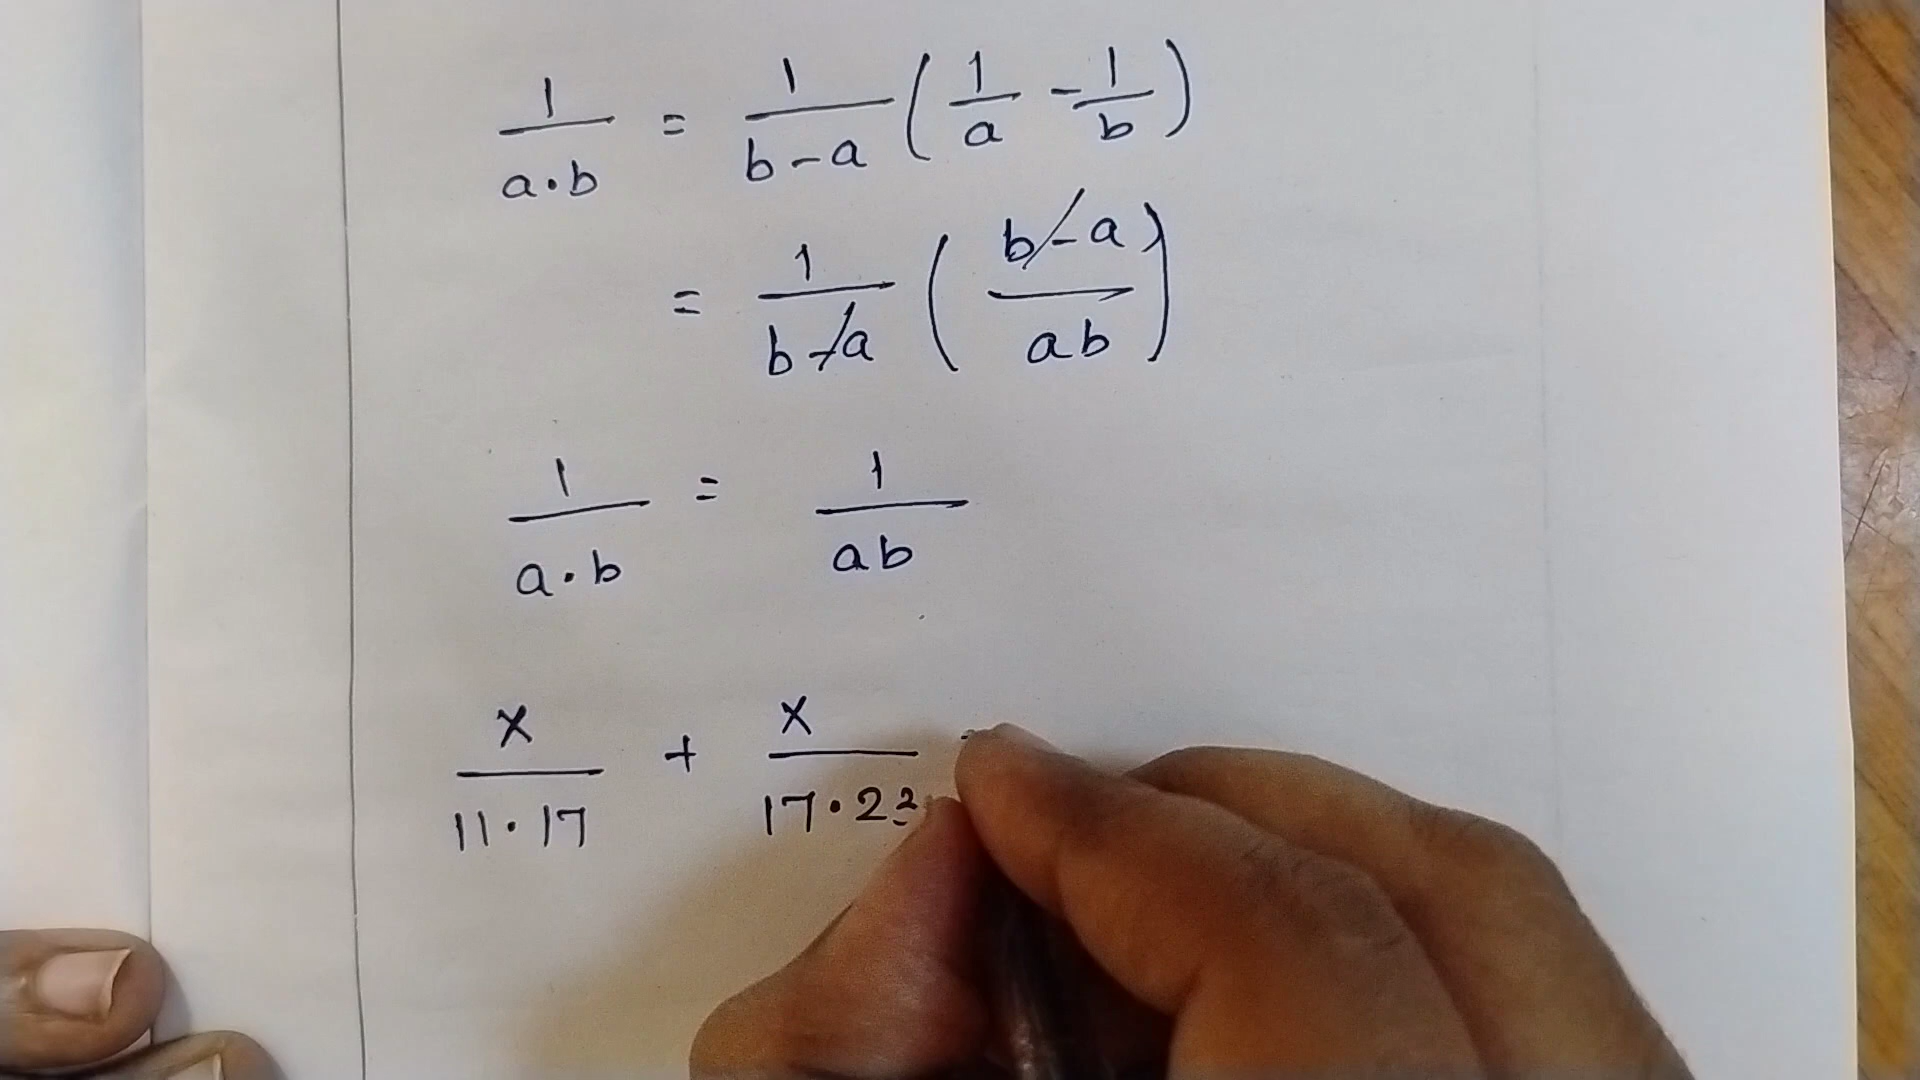 1/(a·b) = 1/(b-a) (1/a - 1/b)
= 1/(b-a) ((b-a)/(ab))
1/(a·b) = 1/(ab)
x/(11·17) + x/(17·23